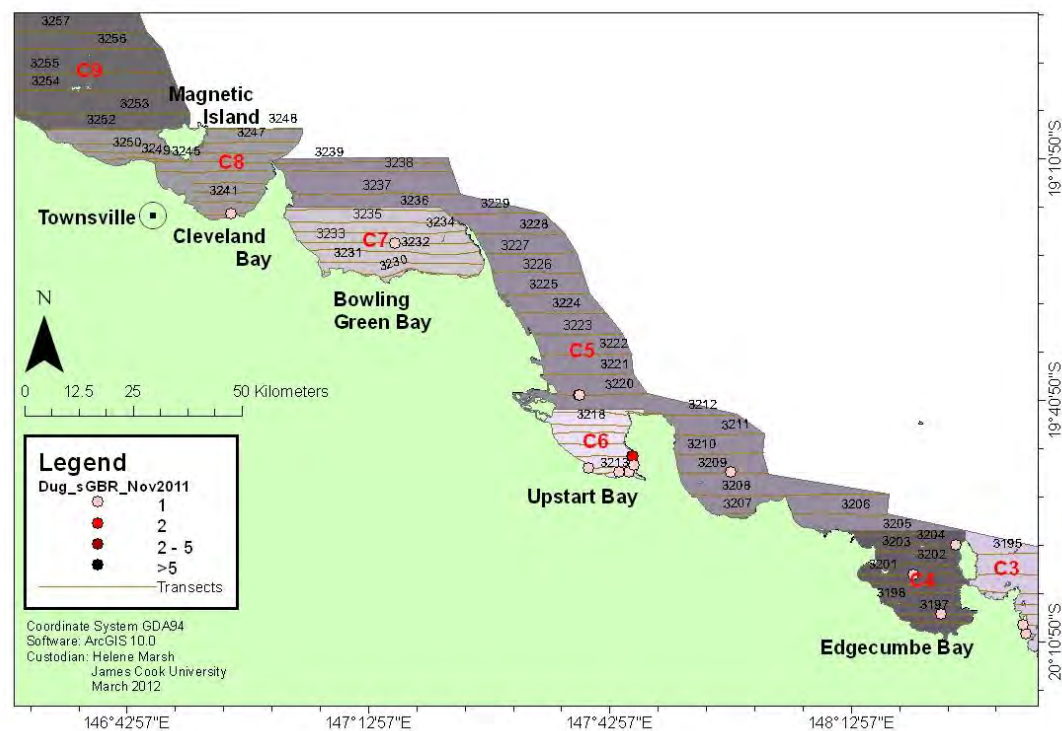 3257
3256
3255
C9
3254
3253
3252
Magnetic
Island
3248
3247
3250
3249
3245
C8
3241
Townsville
Cleveland
Bay
3239
3238
3237
3236
3235
3234
3233
C7
3232
3231
3230
Bowling
Green Bay
3229
3228
3227
3226
3225
3224
3223
3222
C5
3221
3220
3218
C6
3213
Upstart Bay
3212
3211
3210
3209
3208
3207
3206
3205
3204
3203
3202
3201
C4
3198
3197
Edgecumbe Bay
3195
C3
N
0 12.5 25 50 Kilometers
Legend
Dug_sGBR_Nov2011
1
2
2 - 5
>5
Transects
Coordinate System GDA94
Software: ArcGIS 10.0
Custodian: Helene Marsh
James Cook University
March 2012
146°42'57"E 147°12'57"E 147°42'57"E 148°12'57"E
19°10'50"S
19°40'50"S
20°10'50"S